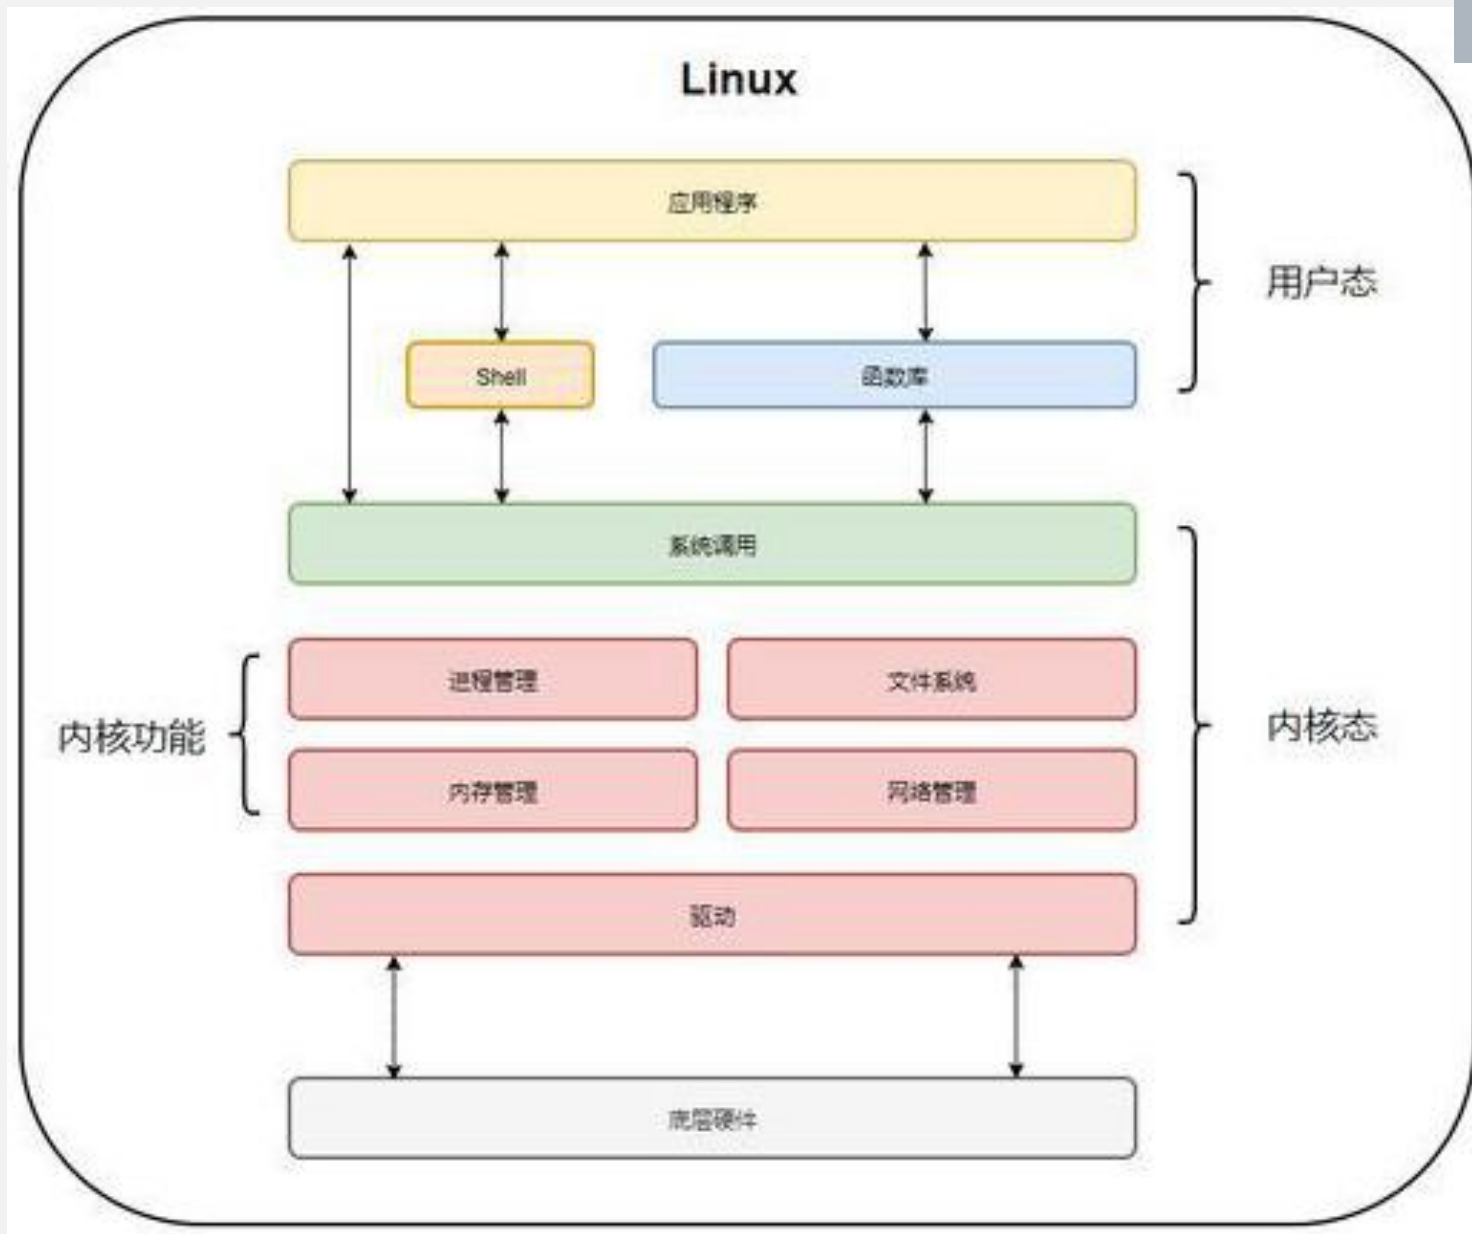 Linux
应用程序
用户态
Shell
函数库
系统调用
进程管理
文件系统
内核功能
内核态
内存管理
网络管理
驱动
底层硬件